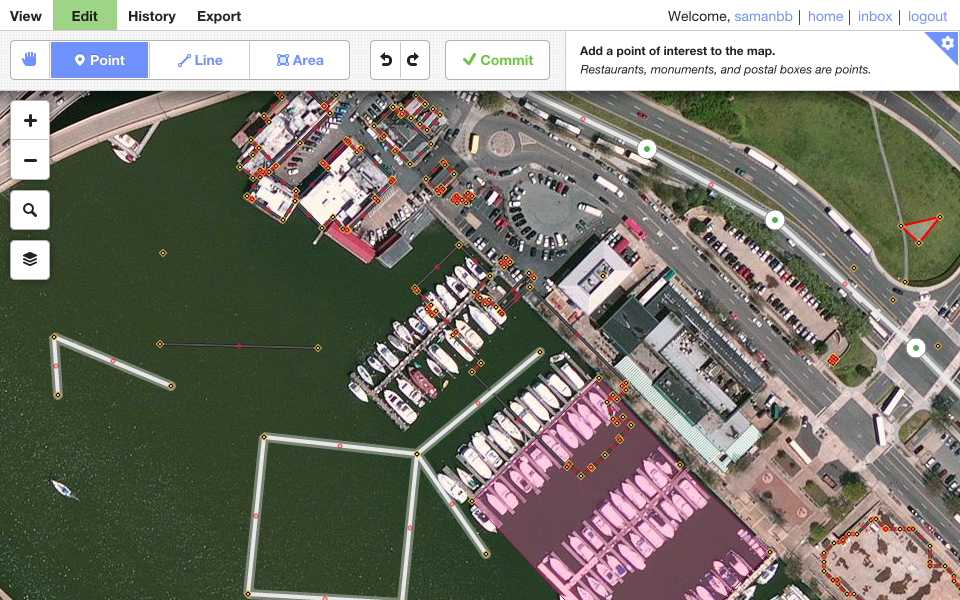 View Edit History Export
Welcome, samanbb | home | inbox | logout
Point Line Area Commit
Add a point of interest to the map.
Restaurants, monuments, and postal boxes are points.